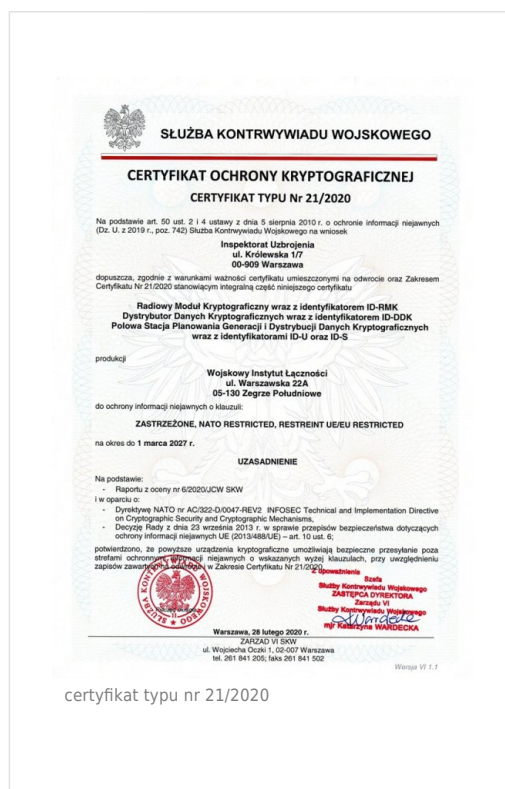 SŁUŻBA KONTRWYWIADU WOJSKOWEGO
CERTYFIKAT OCHRONY KRYPTOGRAFICZNEJ
CERTYFIKAT TYPU Nr 21/2020
Na podstawie art. 50 ust. 2 i 4 ustawy z dnia 5 sierpnia 2010 r. o ochronie informacji niejawnych
(Dz. U. z 2019 r., poz. 742) Służba Kontrwywiadu Wojskowego na wniosek
Inspektorat Uzbrojenia
ul. Królewska 1/7
00-909 Warszawa
dopuszcza, zgodnie z warunkami ważności certyfikatu umieszczonymi na odwrocie oraz Zakresem
Certyfikatu Nr 21/2020 stanowiącym integralną część niniejszego certyfikatu
Radiowy Moduł Kryptograficzny wraz z identyfikatorem ID-RMK
Dystrybutor Danych Kryptograficznych wraz z identyfikatorem ID-DDK
Polowa Stacja Planowania Generacji i Dystrybucji Danych Kryptograficznych
wraz z identyfikatorami ID-U oraz ID-S
produkcji
Wojskowy Instytut Łączności
ul. Warszawska 22A
05-130 Zegrze Południowe
do ochrony informacji niejawnych o klauzuli:
ZASTRZEŻONE, NATO RESTRICTED, RESTREINT UE/EU RESTRICTED
na okres do 1 marca 2027 r.
UZASADNIENIE
Na podstawie:
- Raportu z oceny nr 6/2020/JCW SKW
i w oparciu o:
- Dyrektywę NATO nr AC/322-D/0047-REV2 INFOSEC Technical and Implementation Directive
on Cryptographic Security and Cryptographic Mechanisms,
- Decyzję Rady z dnia 23 września 2013 r. w sprawie przepisów bezpieczeństwa dotyczących
ochrony informacji niejawnych UE (2013/488/UE) – art. 10 ust. 6;
potwierdzono, że powyższe urządzenia kryptograficzne umożliwiają bezpieczne przesyłanie poza
strefami ochronnymi informacji niejawnych o wskazanych wyżej klauzulach, przy uwzględnieniu
zapisów zawartych na odwrocie i w Zakresie Certyfikatu Nr 21/2020.
Z upoważnienia
Szefa
Służby Kontrwywiadu Wojskowego
ZASTĘPCA DYREKTORA
Zarządu VI
Służby Kontrwywiadu Wojskowego
mjr Katarzyna WARDECKA
SŁUŻBA KONTRWYWIADU WOJSKOWEGO
Warszawa, 28 lutego 2020 r.
ZARZĄD VI SKW
ul. Wojciecha Oczki 1, 02-007 Warszawa
tel. 261 841 205; faks 261 841 502
Wersja VI 1.1
certyfikat typu nr 21/2020